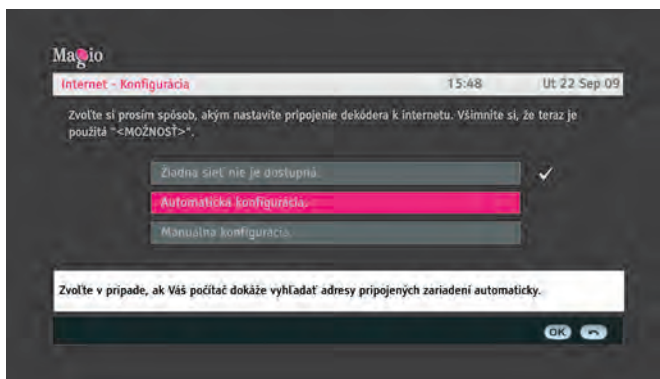 Magio
Internet - Konfigurácia 15:48 Ut 22 Sep 09
Zvoľte si prosím spôsob, akým nastavíte pripojenie dekódera k internetu. Všimnite si, že teraz je
použitá "<MOŽNOSŤ>".
Žiadna sieť nie je dostupná.
Automatická konfigurácia.
Manuálna konfigurácia.
Zvoľte v prípade, ak Váš počítač dokáže vyhľadať adresy pripojených zariadení automaticky.
OK